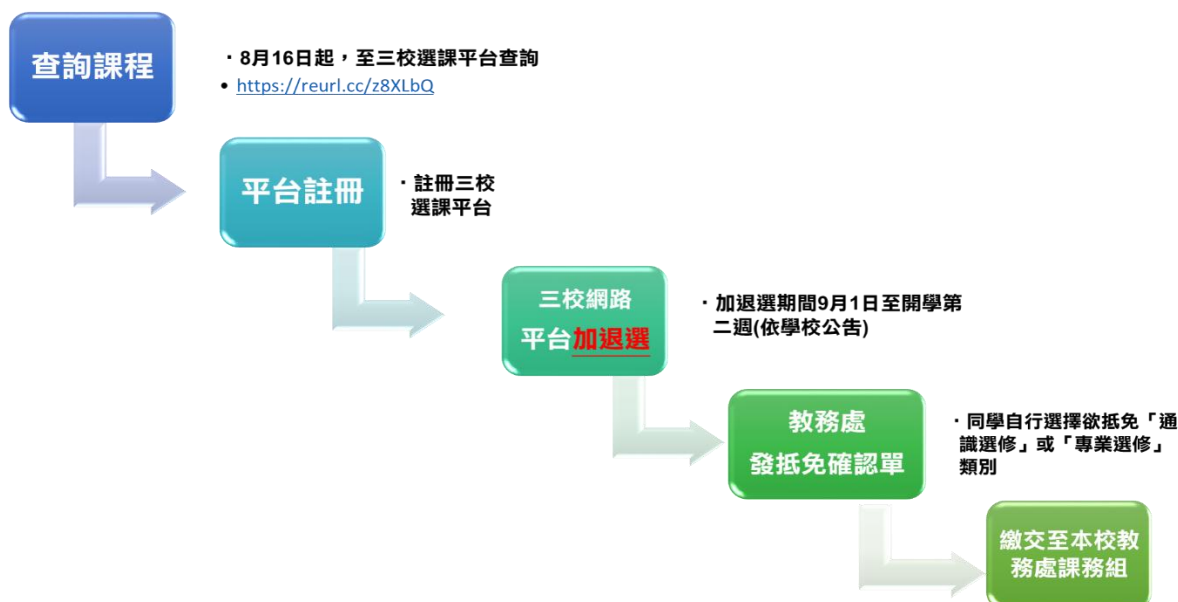 查詢課程
・8月16日起，至三校選課平台查詢
• https://reurl.cc/z8XLbQ
平台註冊
・註冊三校
選課平台
三校網路
平台加退選
・加退選期間9月1日至開學第
二週(依學校公告)
教務處
發抵免確認單
・同學自行選擇欲抵免「通
識選修」或「專業選修」
類別
繳交至本校教
務處課務組